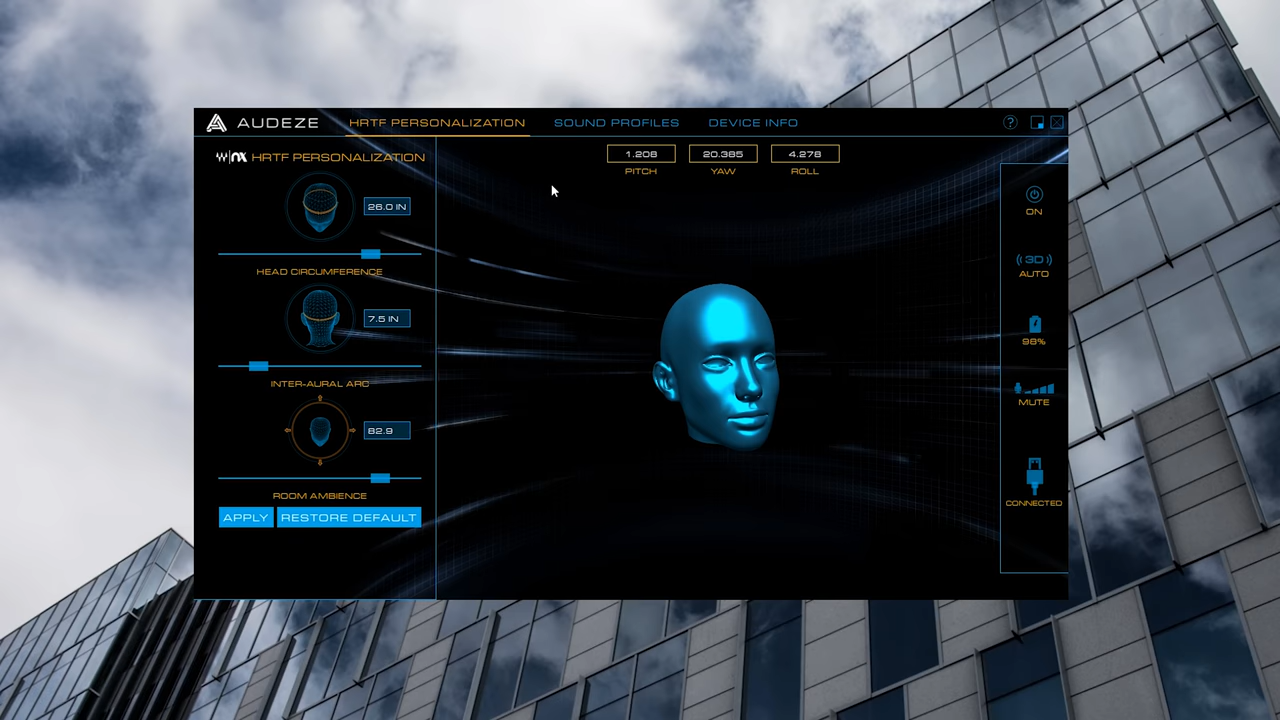 AUDEZE
HRTF PERSONALIZATION
SOUND PROFILES
DEVICE INFO
?
nx HRTF PERSONALIZATION
26.0 IN
HEAD CIRCUMFERENCE
7.5 IN
INTER-AURAL ARC
82.9
ROOM AMBIENCE
APPLY
RESTORE DEFAULT
1.208
20.385
4.278
PITCH
YAW
ROLL
ON
((3D))
AUTO
98%
MUTE
CONNECTED